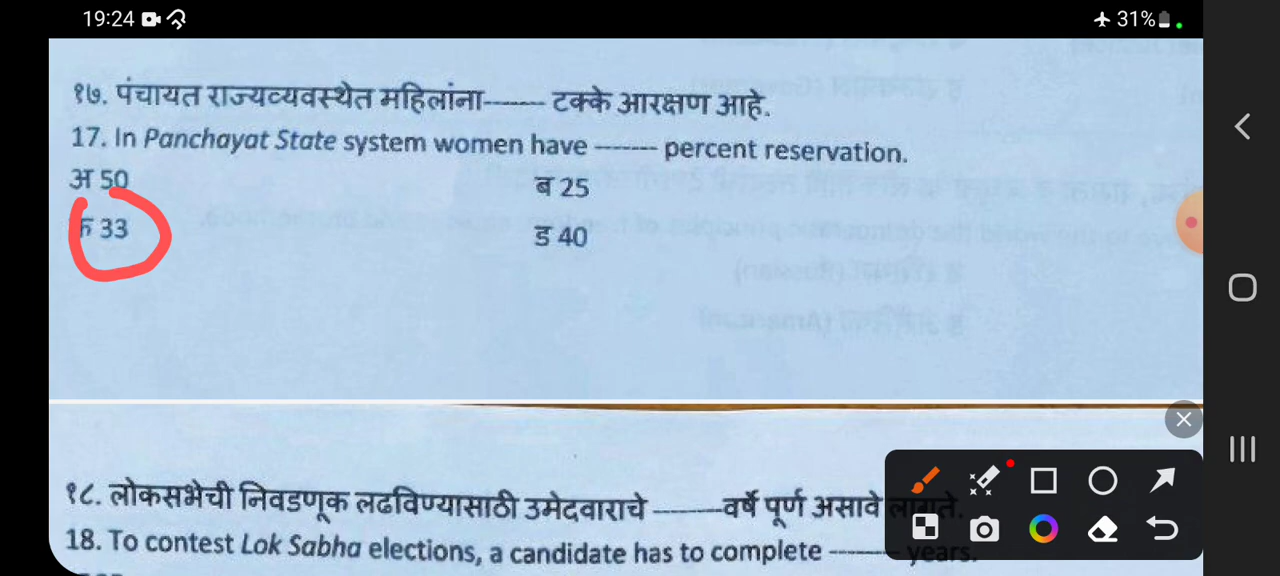 19:24 31%
१७. पंचायत राज्यव्यवस्थेत महिलांना------- टक्के आरक्षण आहे.
17. In Panchayat State system women have ------- percent reservation.
अ 50 ब 25
क 33 ड 40
१८. लोकसभेची निवडणूक लढविण्यासाठी उमेदवाराचे --------वर्षे पूर्ण असावे लागते.
18. To contest Lok Sabha elections, a candidate has to complete -------- years.